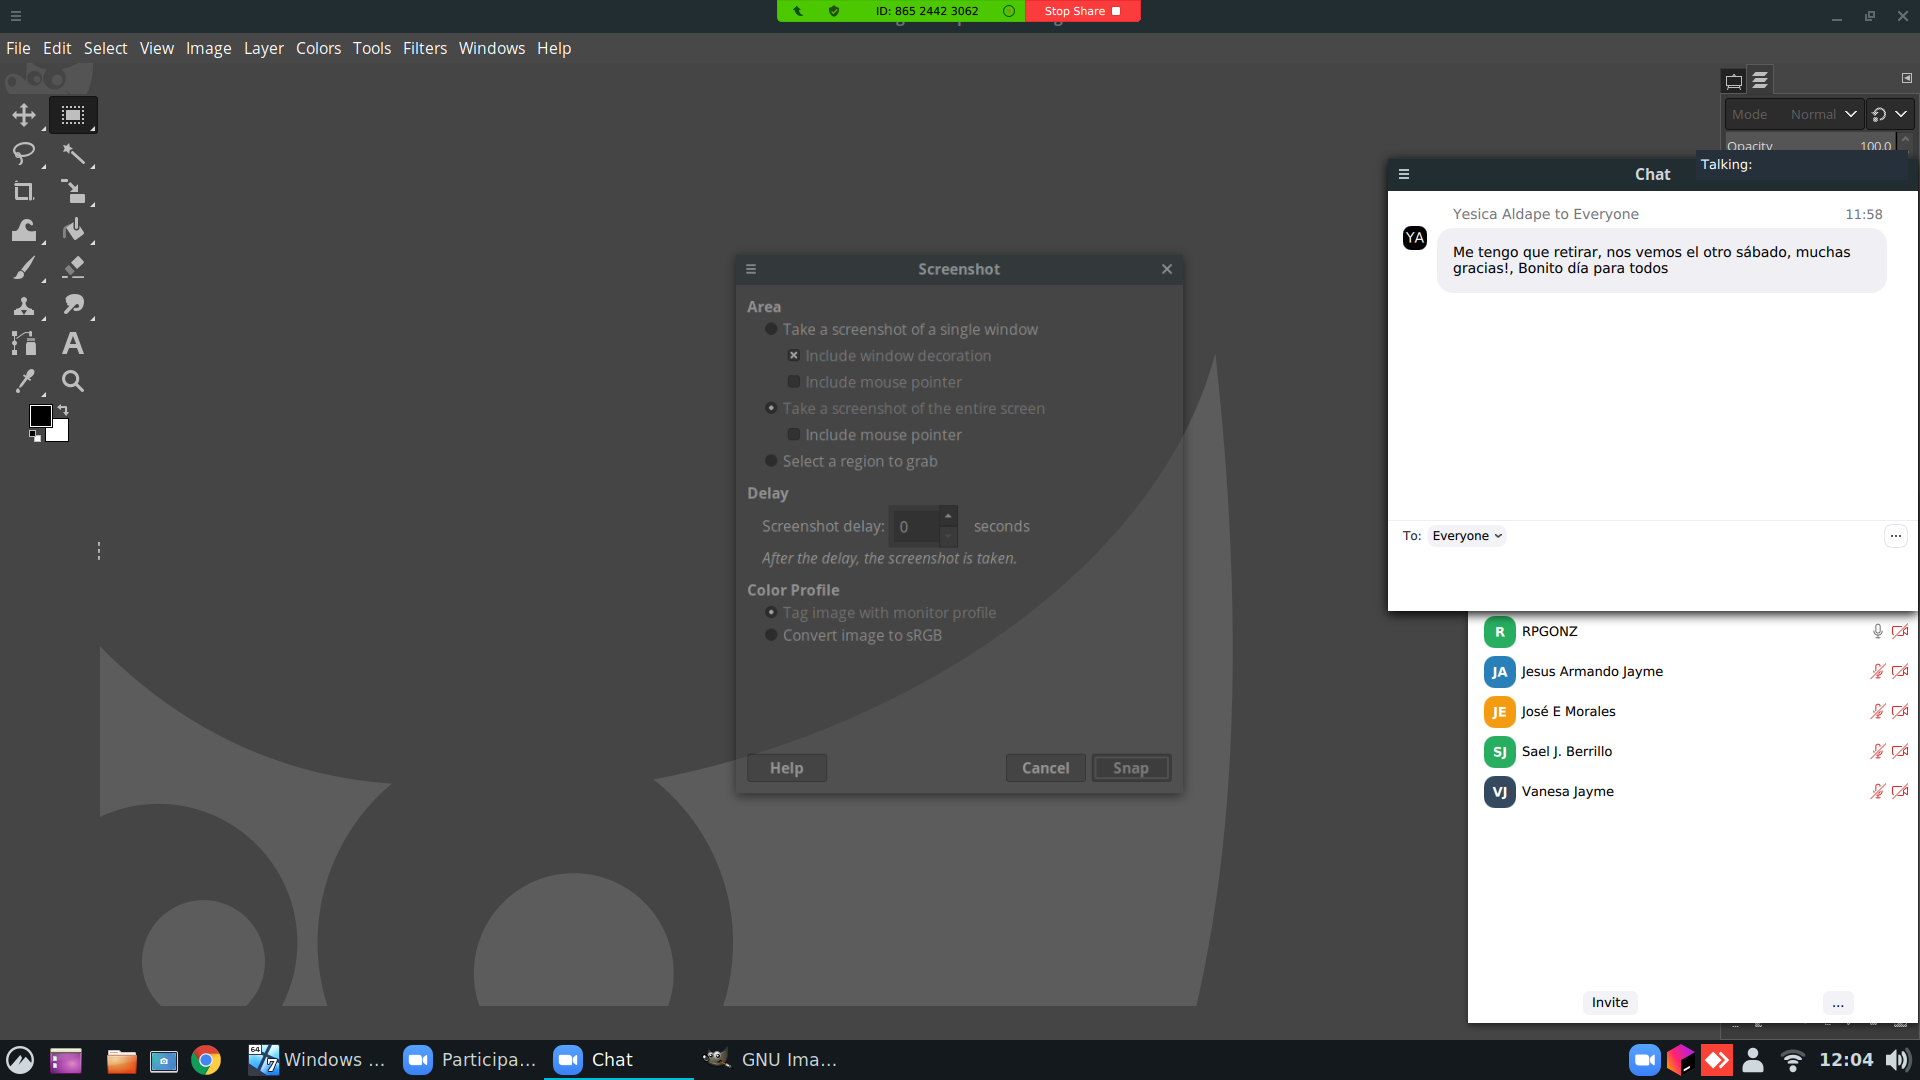 ID: 865 2442 3062
Stop Share
File Edit Select View Image Layer Colors Tools Filters Windows Help
Mode Normal
Opacity 100.0
Talking:
Chat
Yesica Aldape to Everyone 11:58
YA
Me tengo que retirar, nos vemos el otro sábado, muchas
gracias!, Bonito día para todos
To: Everyone
...
Screenshot
Area
Take a screenshot of a single window
Include window decoration
Include mouse pointer
Take a screenshot of the entire screen
Include mouse pointer
Select a region to grab
Delay
Screenshot delay: 0 seconds
After the delay, the screenshot is taken.
Color Profile
Tag image with monitor profile
Convert image to sRGB
Help Cancel Snap
R RPGONZ
JA Jesus Armando Jayme
JE José E Morales
SJ Sael J. Berrillo
VJ Vanesa Jayme
Invite ...
64 7 Windows ... Participa... Chat GNU Ima... 12:04